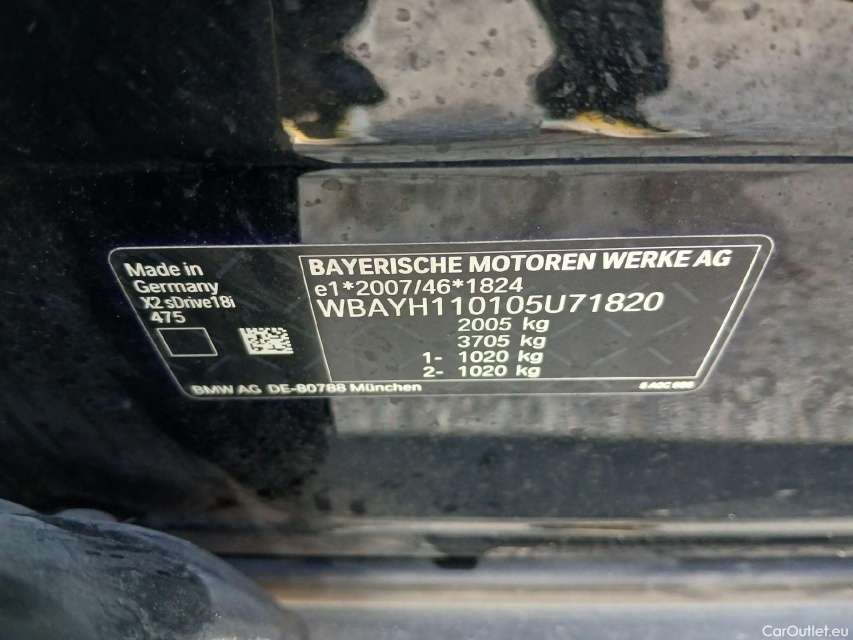 Made in
Germany
X2 sDrive18i
475
BAYERISCHE MOTOREN WERKE AG
e1*2007/46*1824
WBAYH110105U71820
2005 kg
3705 kg
1- 1020 kg
2- 1020 kg
BMW AG DE-80788 München
CarOutlet.eu